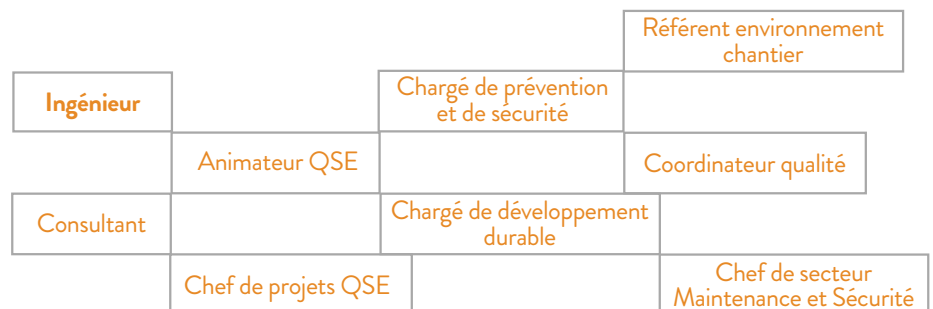 Référent environnement
chantier
Ingénieur
Chargé de prévention
et de sécurité
Animateur QSE
Coordinateur qualité
Consultant
Chargé de développement
durable
Chef de projets QSE
Chef de secteur
Maintenance et Sécurité